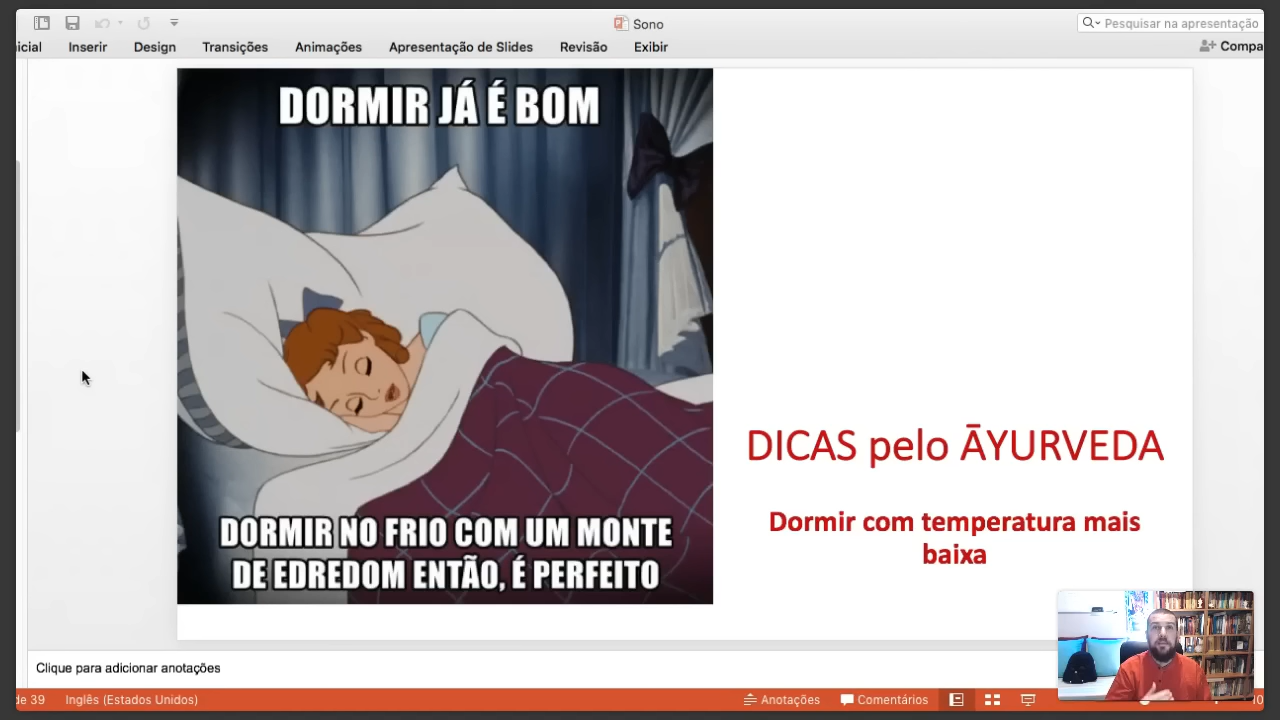 Sono
Pesquisar na apresentação
icial Inserir Design Transições Animações Apresentação de Slides Revisão Exibir
Compa
DORMIR JÁ É BOM
DORMIR NO FRIO COM UM MONTE
DE EDREDOM ENTÃO, É PERFEITO
DICAS pelo ĀYURVEDA
Dormir com temperatura mais
baixa
Clique para adicionar anotações
de 39 Inglês (Estados Unidos) Anotações Comentários